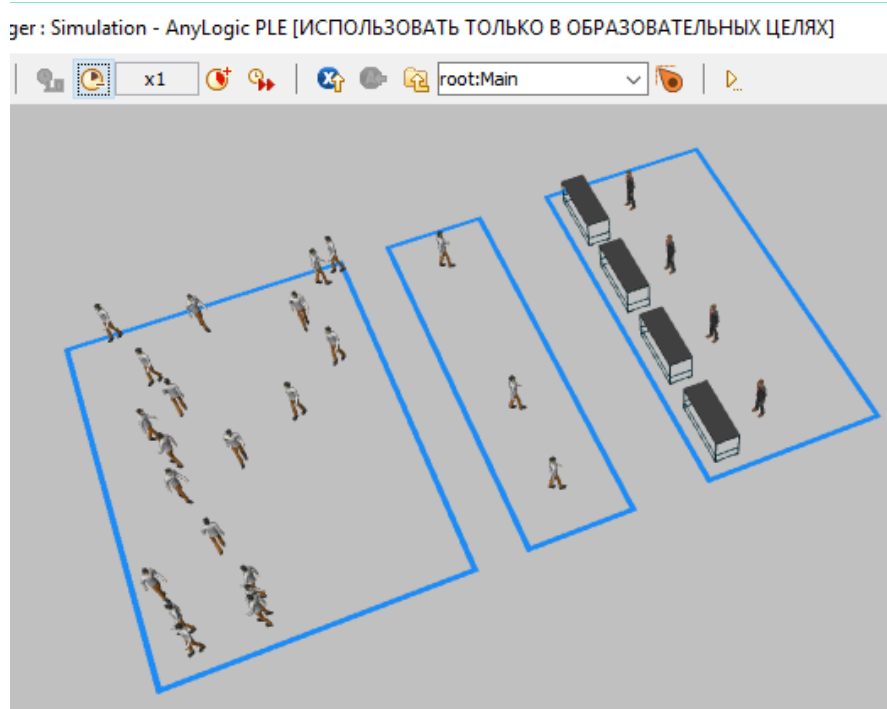 ger : Simulation - AnyLogic PLE [ИСПОЛЬЗОВАТЬ ТОЛЬКО В ОБРАЗОВАТЕЛЬНЫХ ЦЕЛЯХ]
x1 root:Main